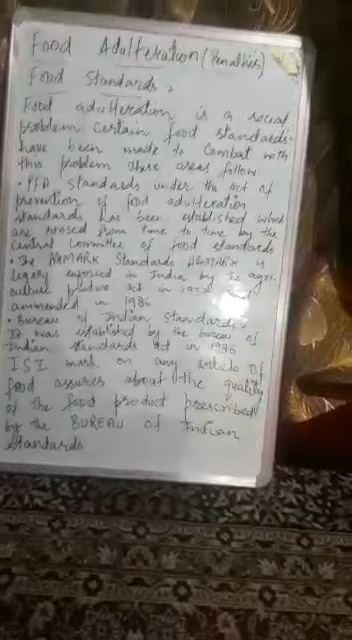 Food Adulteration (Penalties)
Food Standards,
Food adulteration is a social
problem certain food standards
have been made to combat with
this problem these areas follow
• PFA standards under the Act of
prevention of food adulteration
standards has been established which
are revised from time to time by the
central committee of food standards
• The AGMARK standards AGMARK is
legally enforced in India by the agri-
culture produce act in 1937 and
ammended in 1986
• Bureau of Indian Standards,
It was established by the bureau of
Indian standards Act in 1986
ISI mark on any article of
food assures about the quality
of the food product prescribed
by the BUREAU of Indian
Standards